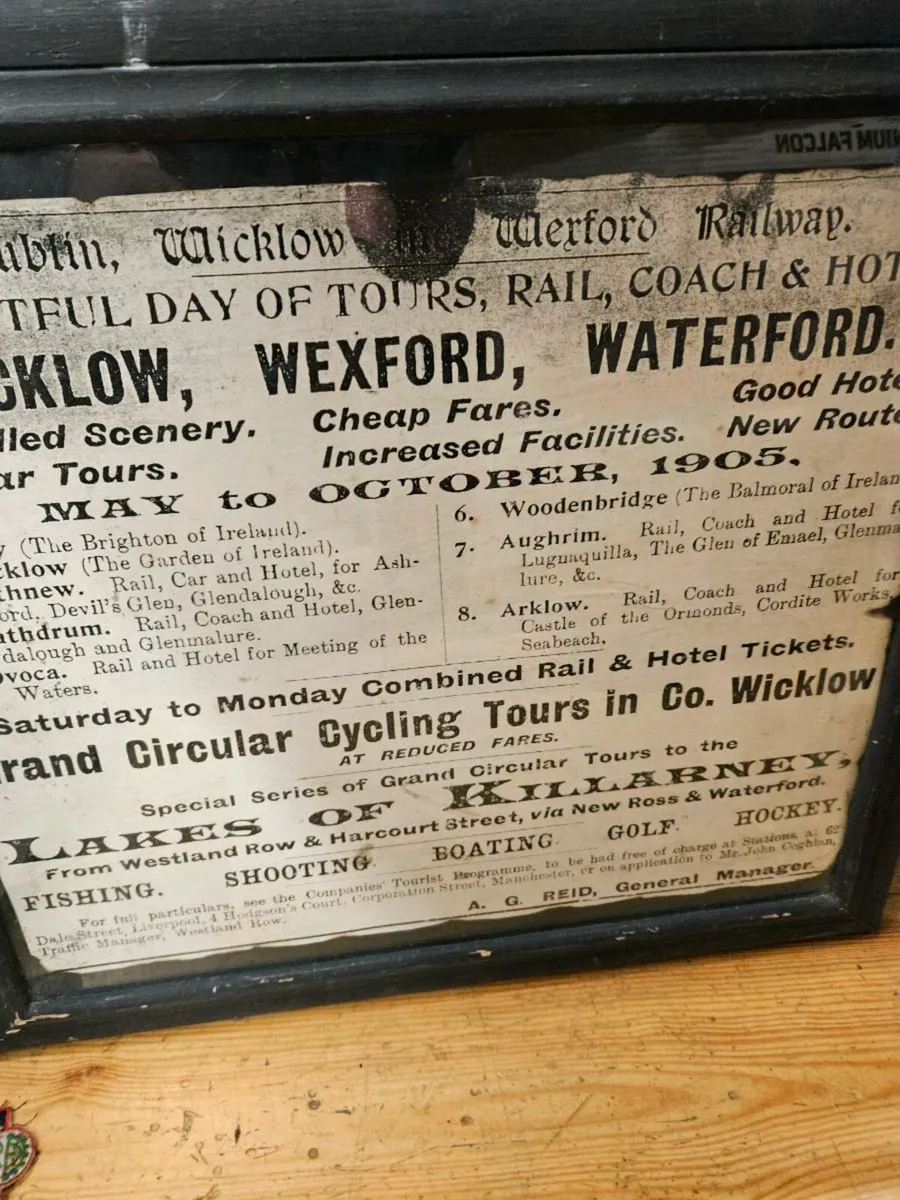 NIUM FALCON
ublin, Wicklow Wexford Railway.
TFUL DAY OF TOURS, RAIL, COACH & HOT
CKLOW, WEXFORD, WATERFORD.
lled Scenery. Cheap Fares. Good Hote
ar Tours. Increased Facilities. New Route
MAY to OCTOBER, 1905.
y (The Brighton of Ireland).
cklow (The Garden of Ireland).
thnew. Rail, Car and Hotel, for Ash-
ord, Devil's Glen, Glendalough, &c.
athdrum. Rail, Coach and Hotel, Glen-
dalough and Glenmalure.
voca. Rail and Hotel for Meeting of the
Waters.
6. Woodenbridge (The Balmoral of Irelan
7. Aughrim. Rail, Coach and Hotel f
Lugnaquilla, The Glen of Emael, Glenma
lure, &c.
8. Arklow. Rail, Coach and Hotel for
Castle of the Ormonds, Cordite Works,
Seabeach,
Saturday to Monday Combined Rail & Hotel Tickets.
rand Circular Cycling Tours in Co. Wicklow
AT REDUCED FARES.
Special Series of Grand Circular Tours to the
LAKES OF KILLARNEY,
From Westland Row & Harcourt Street, via New Ross & Waterford.
FISHING. SHOOTING. BOATING. GOLF. HOCKEY.
For full particulars, see the Companies' Tourist Programme, to be had free of charge at Stations, at 62
Dale Street, Liverpool, 4 Hodgson's Court, Corporation Street, Manchester, or on application to Mr. John Coghlan,
Traffic Manager, Westland Row.
A. G. REID, General Manager.